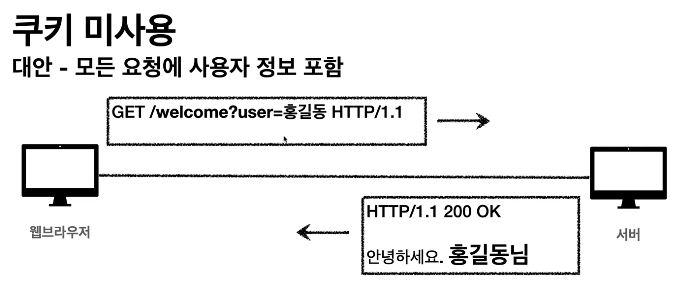 쿠키 미사용
대안 - 모든 요청에 사용자 정보 포함
GET /welcome?user=홍길동 HTTP/1.1
HTTP/1.1 200 OK
안녕하세요. 홍길동님
웹브라우저
서버